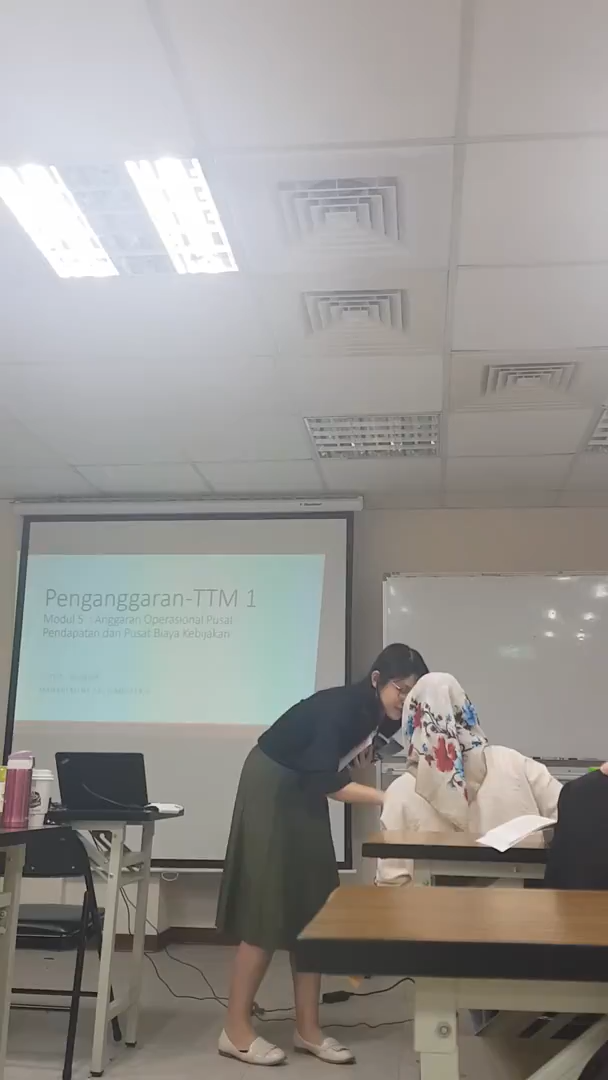 Penganggaran-TTM 1
Modul 5 : Anggaran Operasional Pusat
Pendapatan dan Pusat Biaya Kebijakan